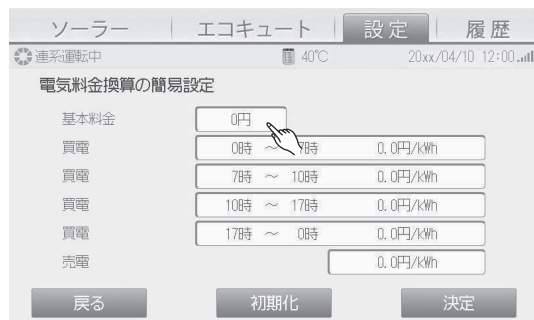 ソーラー エコキュート 設定 履歴
連系運転中 40℃ 20xx/04/10 12:00
電気料金換算の簡易設定
基本料金 0円
買電 0時 ～ 7時 0.0円/kWh
買電 7時 ～ 10時 0.0円/kWh
買電 10時 ～ 17時 0.0円/kWh
買電 17時 ～ 0時 0.0円/kWh
売電 0.0円/kWh
戻る 初期化 決定